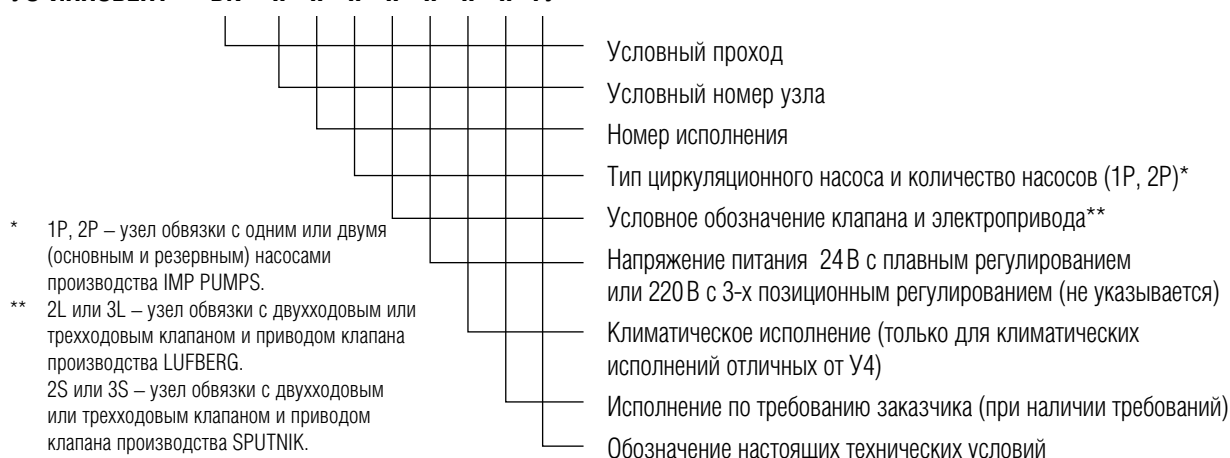 Условный проход
Условный номер узла
Номер исполнения
Тип циркуляционного насоса и количество насосов (1P, 2P)*
Условное обозначение клапана и электропривода**
Напряжение питания 24 В с плавным регулированием
или 220 В с 3-х позиционным регулированием (не указывается)
Климатическое исполнение (только для климатических
исполнений отличных от У4)
Исполнение по требованию заказчика (при наличии требований)
Обозначение настоящих технических условий
* 1P, 2P – узел обвязки с одним или двумя
(основным и резервным) насосами
производства IMP PUMPS.
** 2L или 3L – узел обвязки с двухходовым или
трехходовым клапаном и приводом клапана
производства LUFBERG.
2S или 3S – узел обвязки с двухходовым
или трехходовым клапаном и приводом
клапана производства SPUTNIK.